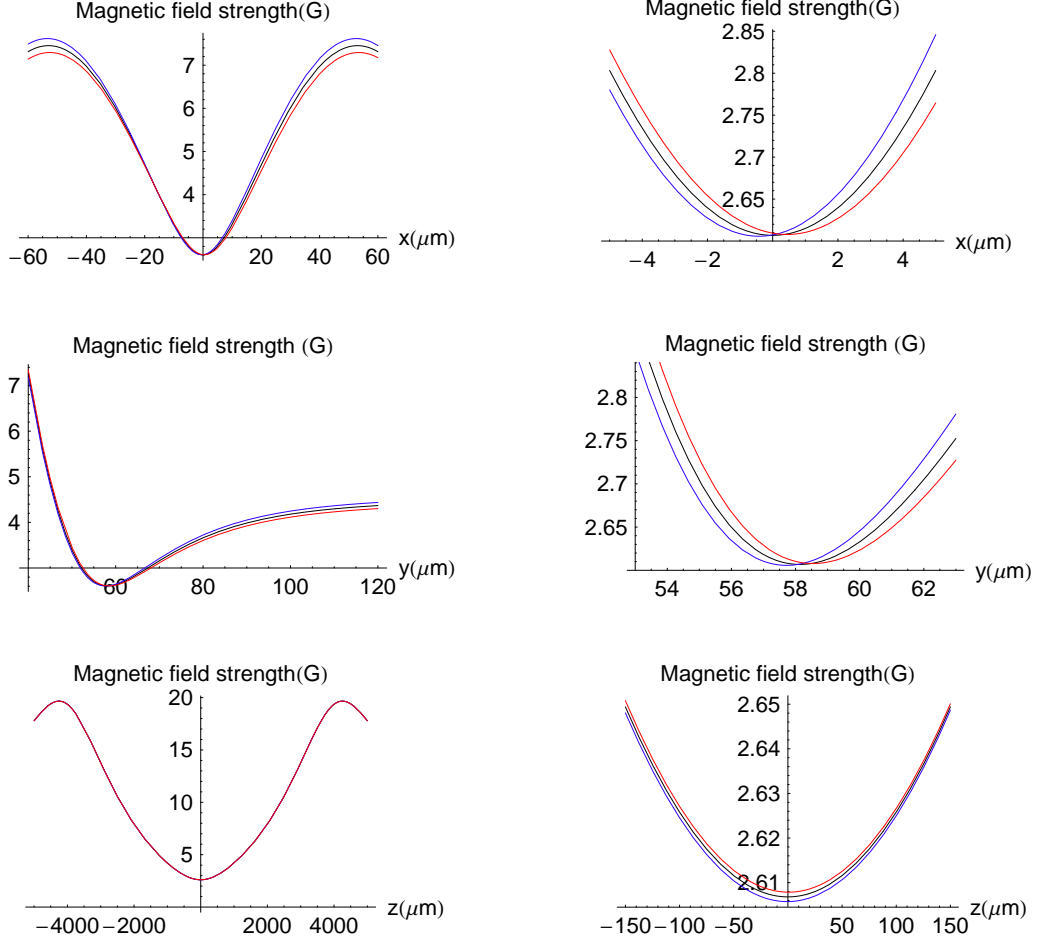 Magnetic field strength(G)
7
6
5
4
−60 −40 −20 20 40 60
x(μm)
Magnetic field strength(G)
2.85
2.8
2.75
2.7
2.65
−4 −2 2 4
x(μm)
Magnetic field strength (G)
7
6
5
4
60 80 100 120
y(μm)
Magnetic field strength (G)
2.8
2.75
2.7
2.65
54 56 58 60 62
y(μm)
Magnetic field strength(G)
20
15
10
5
−4000 −2000 2000 4000
z(μm)
Magnetic field strength(G)
2.65
2.64
2.63
2.62
2.61
−150 −100 −50 50 100 150
z(μm)